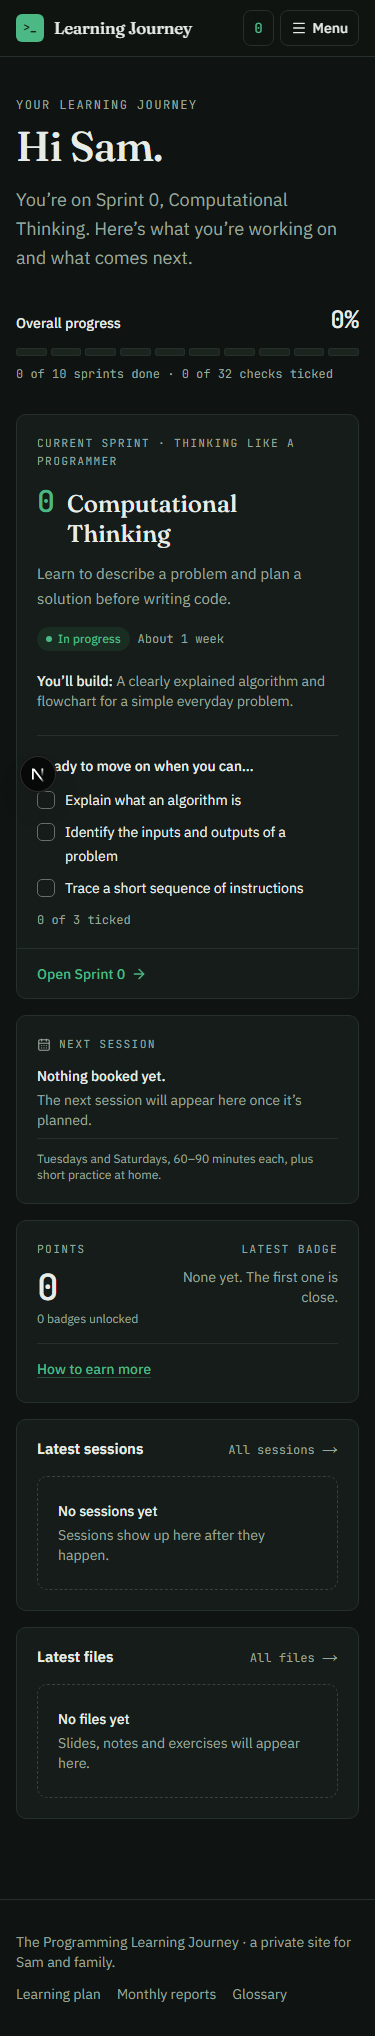 >_ Learning Journey 0 Menu
YOUR LEARNING JOURNEY
Hi Sam.
You’re on Sprint 0, Computational
Thinking. Here’s what you’re working on
and what comes next.
Overall progress 0%
0 of 10 sprints done · 0 of 32 checks ticked
CURRENT SPRINT · THINKING LIKE A
PROGRAMMER
0 Computational
Thinking
Learn to describe a problem and plan a
solution before writing code.
In progress About 1 week
You’ll build: A clearly explained algorithm and
flowchart for a simple everyday problem.
N ady to move on when you can...
Explain what an algorithm is
Identify the inputs and outputs of a
problem
Trace a short sequence of instructions
0 of 3 ticked
Open Sprint 0 →
NEXT SESSION
Nothing booked yet.
The next session will appear here once it’s
planned.
Tuesdays and Saturdays, 60–90 minutes each, plus
short practice at home.
POINTS LATEST BADGE
0 None yet. The first one is
close.
0 badges unlocked
How to earn more
Latest sessions All sessions →
No sessions yet
Sessions show up here after they
happen.
Latest files All files →
No files yet
Slides, notes and exercises will appear
here.
The Programming Learning Journey · a private site for
Sam and family.
Learning plan Monthly reports Glossary